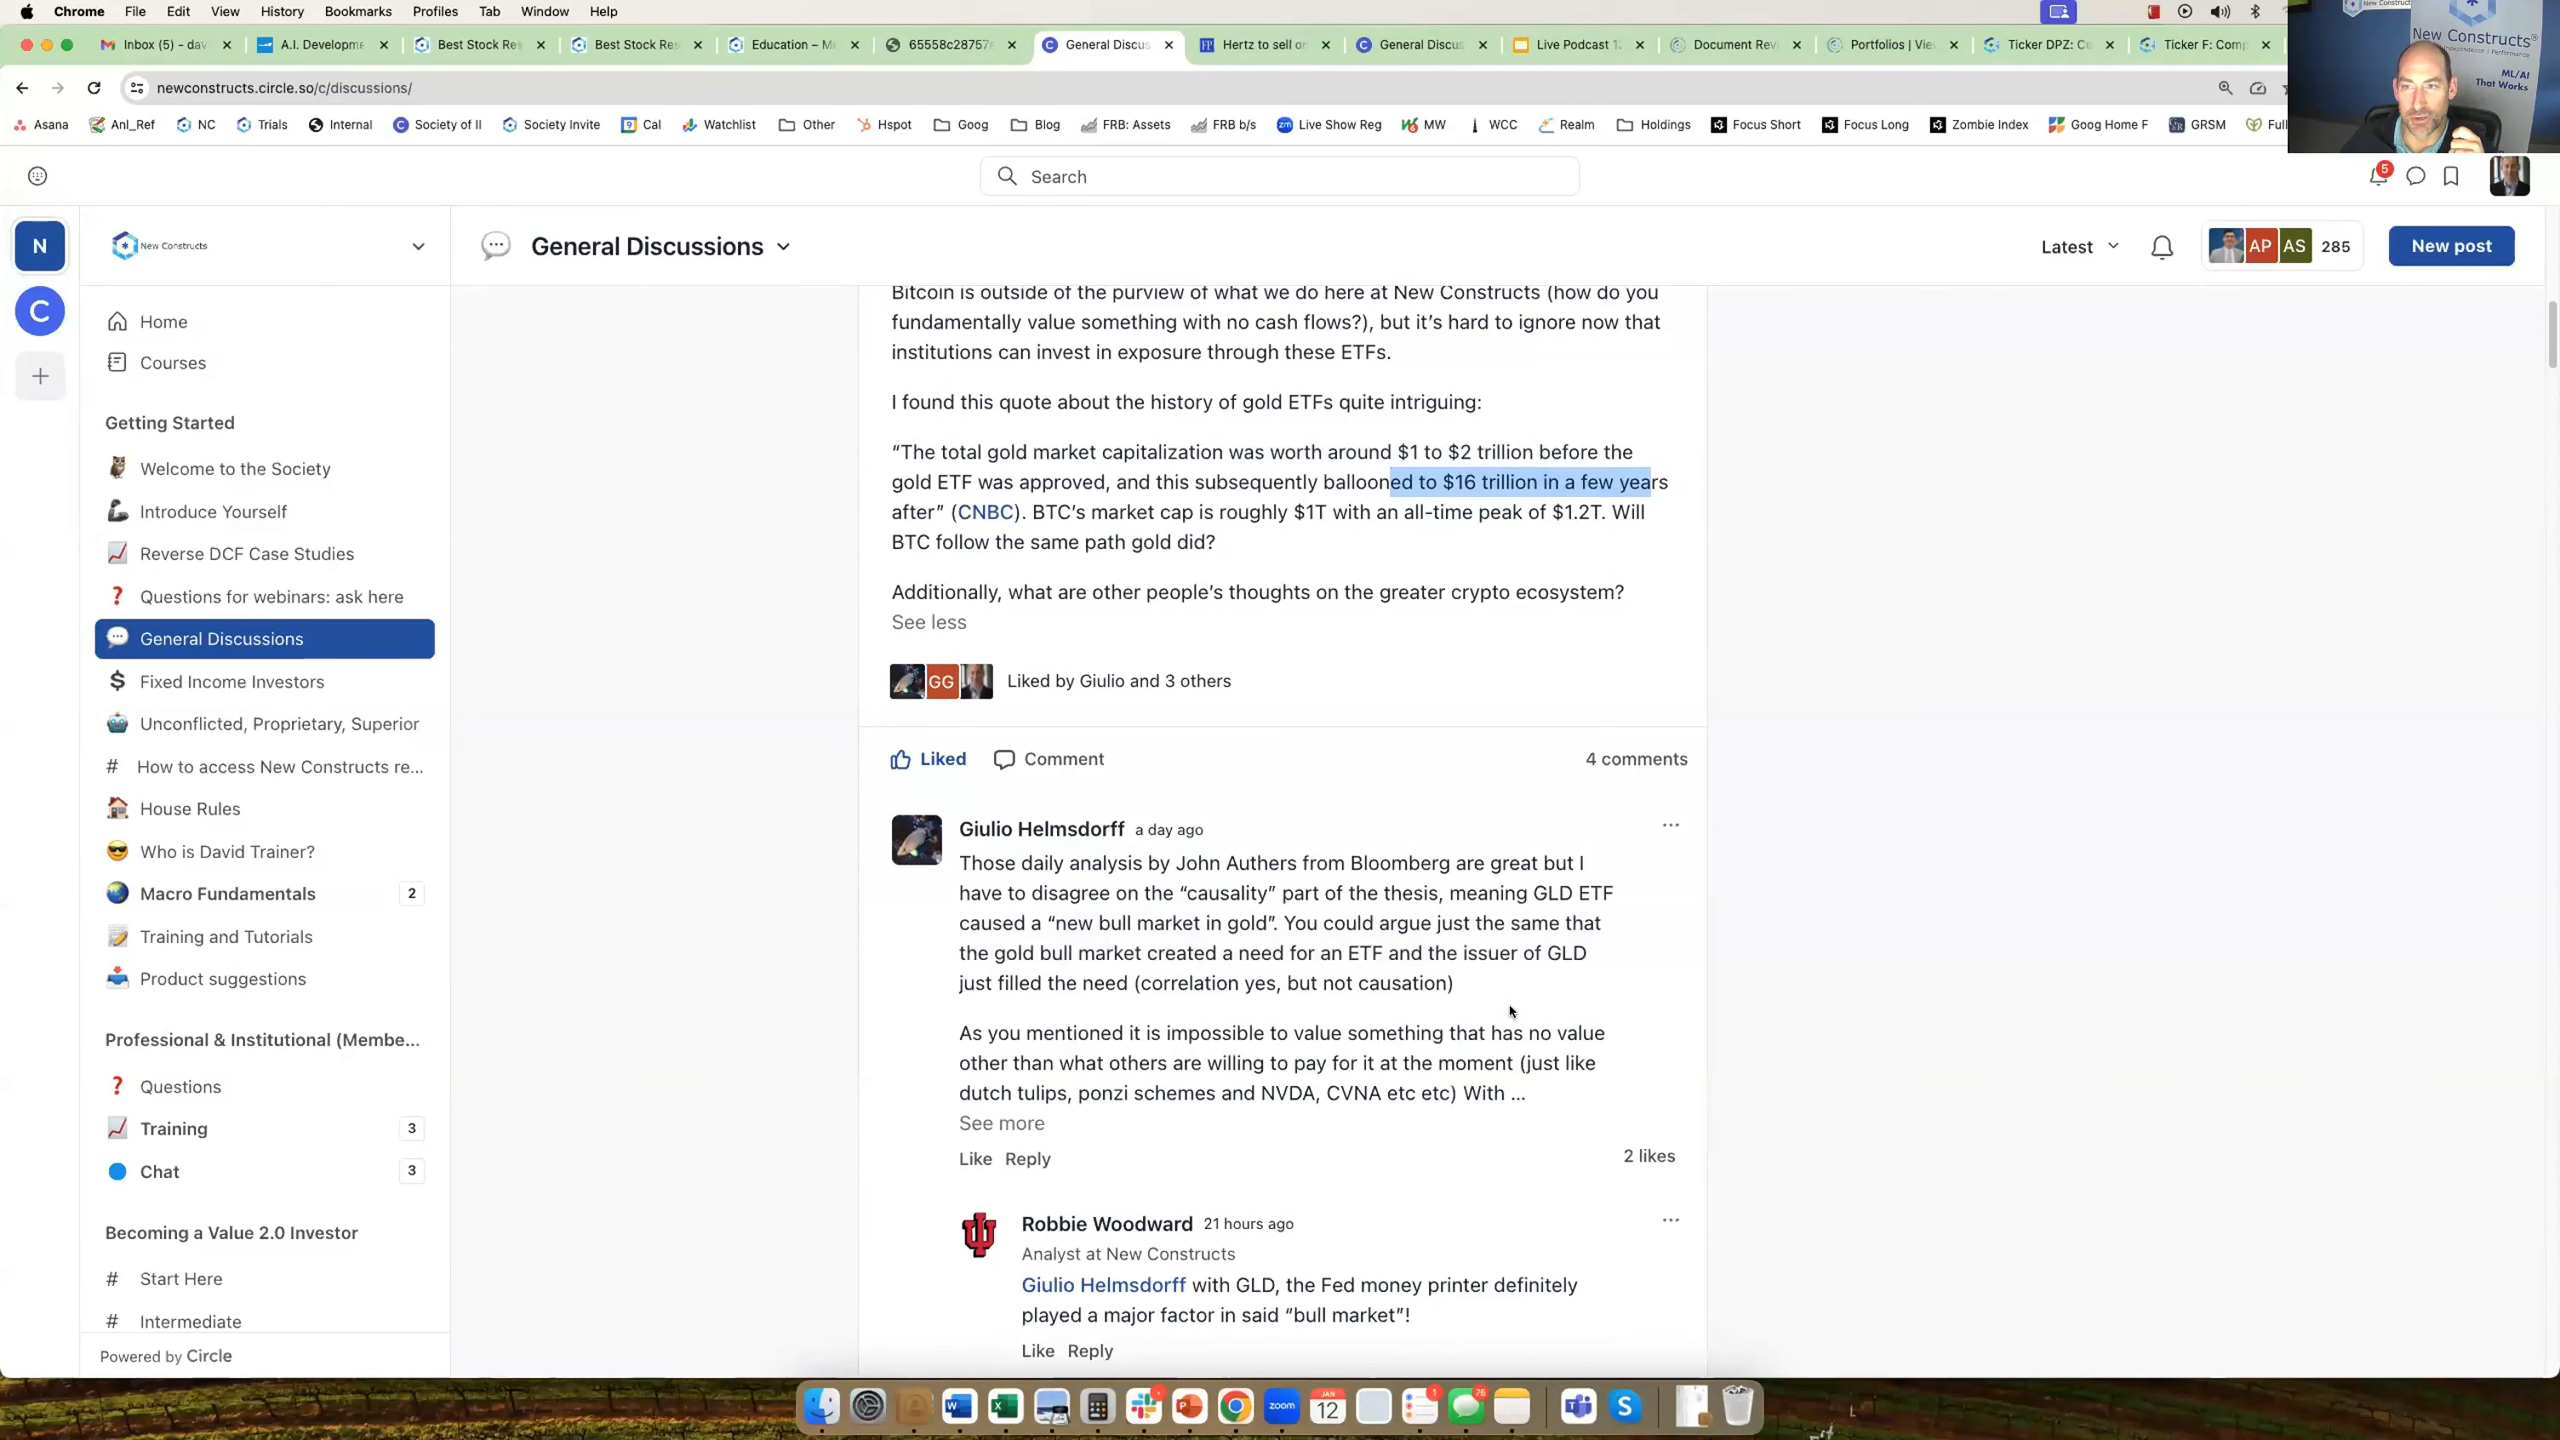 Chrome File Edit View History Bookmarks Profiles Tab Window Help
Inbox (5) – dav
A.I. Developme
Best Stock Res
Best Stock Res
Education – M
65558c28757
General Discus
Hertz to sell o
General Discus
Live Podcast 1
Document Rev
Portfolios | Vie
Ticker DPZ: C
Ticker F: Comp
newconstructs.circle.so/c/discussions/
Asana Anl_Ref NC Trials Internal Society of II Society Invite Cal Watchlist Other Hspot Goog Blog FRB: Assets FRB b/s Live Show Reg MW WCC Realm Holdings Focus Short Focus Long Zombie Index Goog Home F GRSM Full
New Constructs®
ML/AI
That Works
Search
5
N
C
New Constructs
General Discussions
Latest
AP AS 285
New post
Home
Courses
Getting Started
Welcome to the Society
Introduce Yourself
Reverse DCF Case Studies
Questions for webinars: ask here
General Discussions
Fixed Income Investors
Unconflicted, Proprietary, Superior
# How to access New Constructs re...
House Rules
Who is David Trainer?
Macro Fundamentals 2
Training and Tutorials
Product suggestions
Professional & Institutional (Membe...
Questions
Training 3
Chat 3
Becoming a Value 2.0 Investor
# Start Here
# Intermediate
Powered by Circle
Bitcoin is outside of the purview of what we do here at New Constructs (how do you
fundamentally value something with no cash flows?), but it’s hard to ignore now that
institutions can invest in exposure through these ETFs.
I found this quote about the history of gold ETFs quite intriguing:
“The total gold market capitalization was worth around $1 to $2 trillion before the
gold ETF was approved, and this subsequently ballooned to $16 trillion in a few years
after” (CNBC). BTC’s market cap is roughly $1T with an all-time peak of $1.2T. Will
BTC follow the same path gold did?
Additionally, what are other people’s thoughts on the greater crypto ecosystem?
See less
GG
Liked by Giulio and 3 others
Liked Comment 4 comments
Giulio Helmsdorff a day ago
Those daily analysis by John Authers from Bloomberg are great but I
have to disagree on the “causality” part of the thesis, meaning GLD ETF
caused a “new bull market in gold”. You could argue just the same that
the gold bull market created a need for an ETF and the issuer of GLD
just filled the need (correlation yes, but not causation)
As you mentioned it is impossible to value something that has no value
other than what others are willing to pay for it at the moment (just like
dutch tulips, ponzi schemes and NVDA, CVNA etc etc) With ...
See more
Like Reply 2 likes
Robbie Woodward 21 hours ago
Analyst at New Constructs
Giulio Helmsdorff with GLD, the Fed money printer definitely
played a major factor in said “bull market”!
Like Reply
zoom
JAN
12
1
76